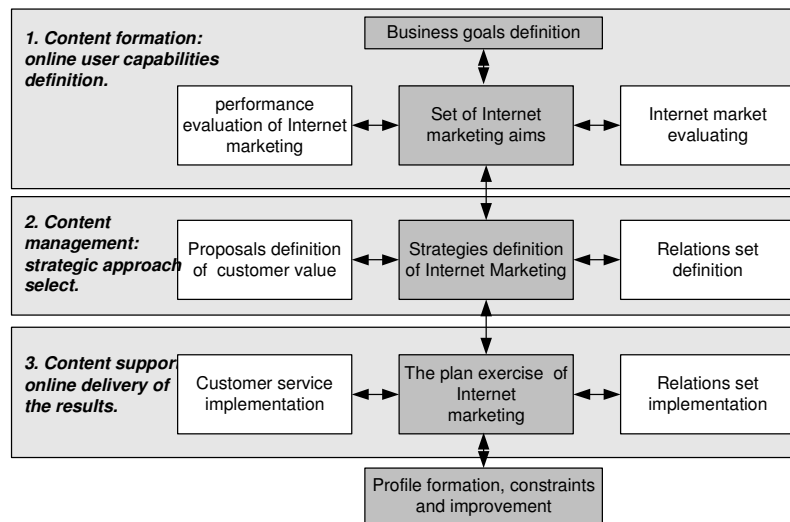 1. Content formation:
online user capabilities
definition.
Business goals definition
performance
evaluation of Internet
marketing
Set of Internet
marketing aims
Internet market
evaluating
2. Content
management:
strategic approach
select.
Proposals definition
of customer value
Strategies definition
of Internet Marketing
Relations set
definition
3. Content suppor
online delivery of
the results.
Customer service
implementation
The plan exercise of
Internet
marketing
Relations set
implementation
Profile formation, constraints
and improvement